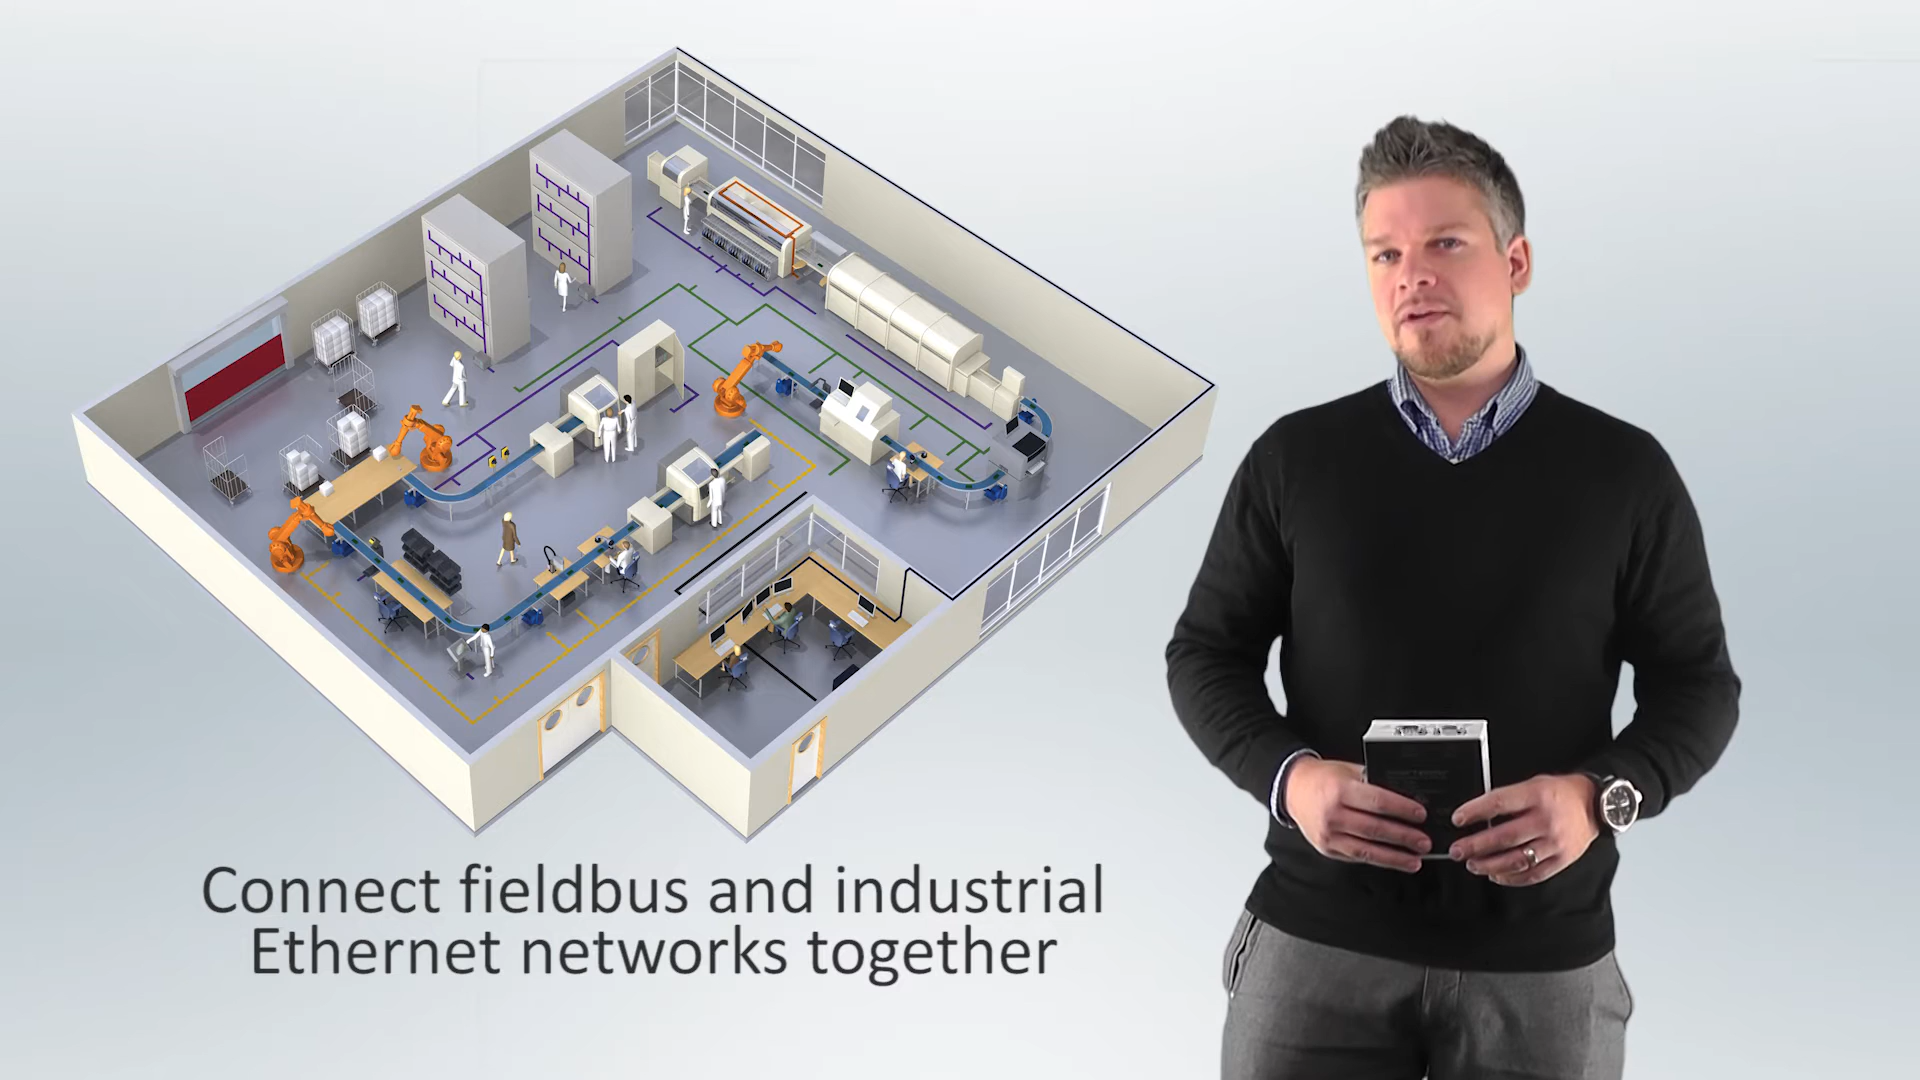 Connect fieldbus and industrial
Ethernet networks together